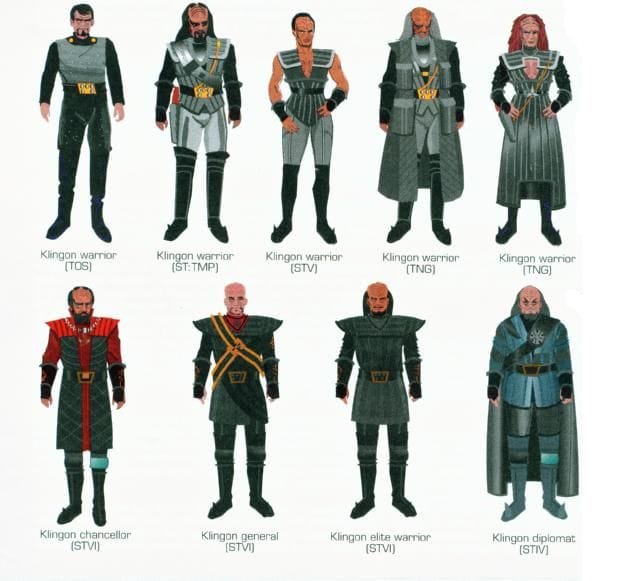 Klingon warrior
(TOS)
Klingon warrior
(ST:TMP)
Klingon warrior
(STV)
Klingon warrior
(TNG)
Klingon warrior
(TNG)
Klingon chancellor
(STVI)
Klingon general
(STVI)
Klingon elite warrior
(STVI)
Klingon diplomat
(STIV)